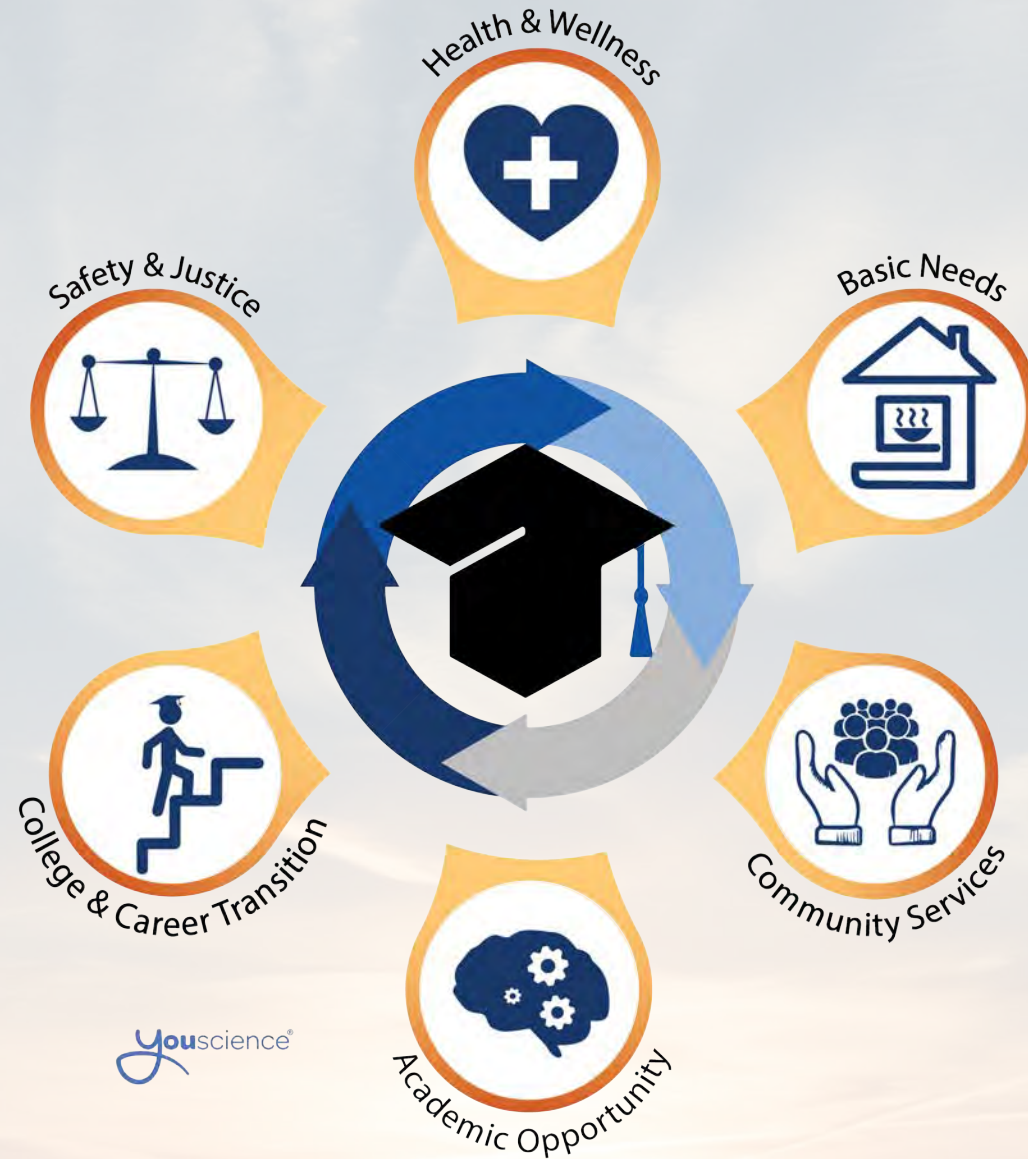 Health & Wellness
Safety & Justice
Basic Needs
College & Career Transition
Community Services
Academic Opportunity
youscience®